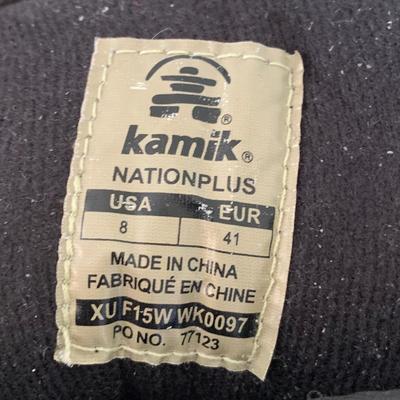 ®
kamik®
NATIONPLUS
USA EUR
8 41
MADE IN CHINA
FABRIQUÉ EN CHINE
XU F15W WK0097
PO NO. 77123